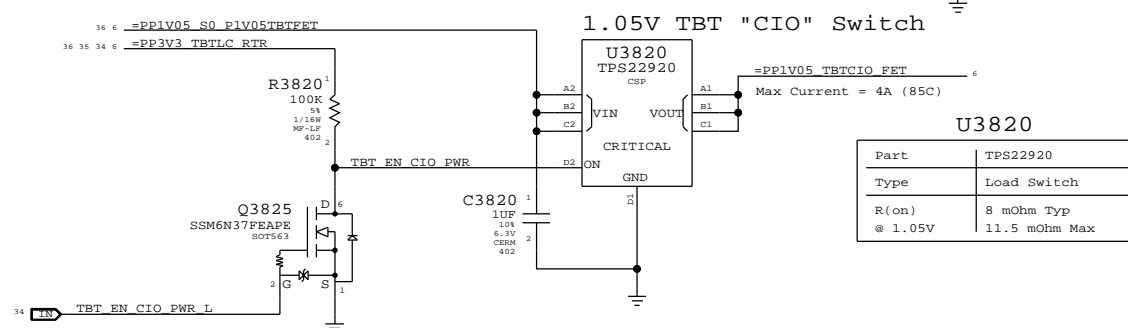 1.05V TBT "CIO" Switch
36 6 =PP1V05_S0_P1V05TBTFET
36 35 34 6 =PP3V3_TBTLC_RTR
R3820 1
100K
5%
1/16W
MF-LF
402
2
U3820
TPS22920
CSP
A2
B2
C2
VIN
A1
B1
C1
VOUT
CRITICAL
D2 ON
GND
D1
=PP1V05_TBTCIO_FET 6
Max Current = 4A (85C)
TBT_EN_CIO_PWR
C3820 1
1UF
10%
6.3V
CERM
402
2
Q3825
SSM6N37FEAPE
SOT563
D 6
2 G S 1
34 IN TBT_EN_CIO_PWR_L
U3820
Part TPS22920
Type Load Switch
R(on) 8 mOhm Typ
@ 1.05V 11.5 mOhm Max